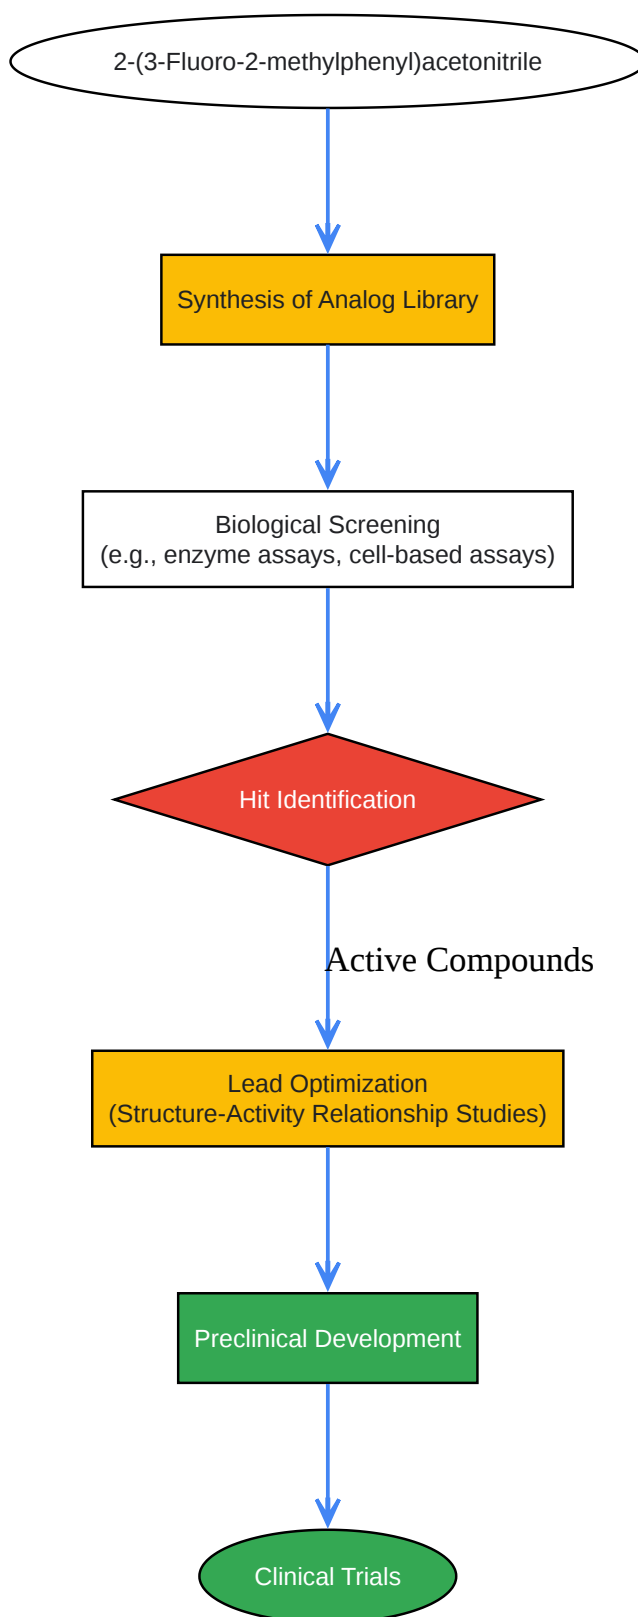 2-(3-Fluoro-2-methylphenyl)acetonitrile
Synthesis of Analog Library
Biological Screening
(e.g., enzyme assays, cell-based assays)
Hit Identification
Active Compounds
Lead Optimization
(Structure-Activity Relationship Studies)
Preclinical Development
Clinical Trials